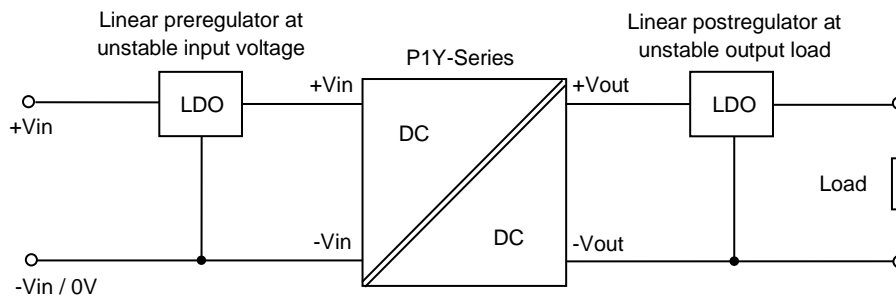 Linear preregulator at
unstable input voltage
Linear postregulator at
unstable output load
P1Y-Series
+Vin
LDO
+Vin
+Vout
LDO
DC
Load
-Vin
DC
-Vout
-Vin / 0V